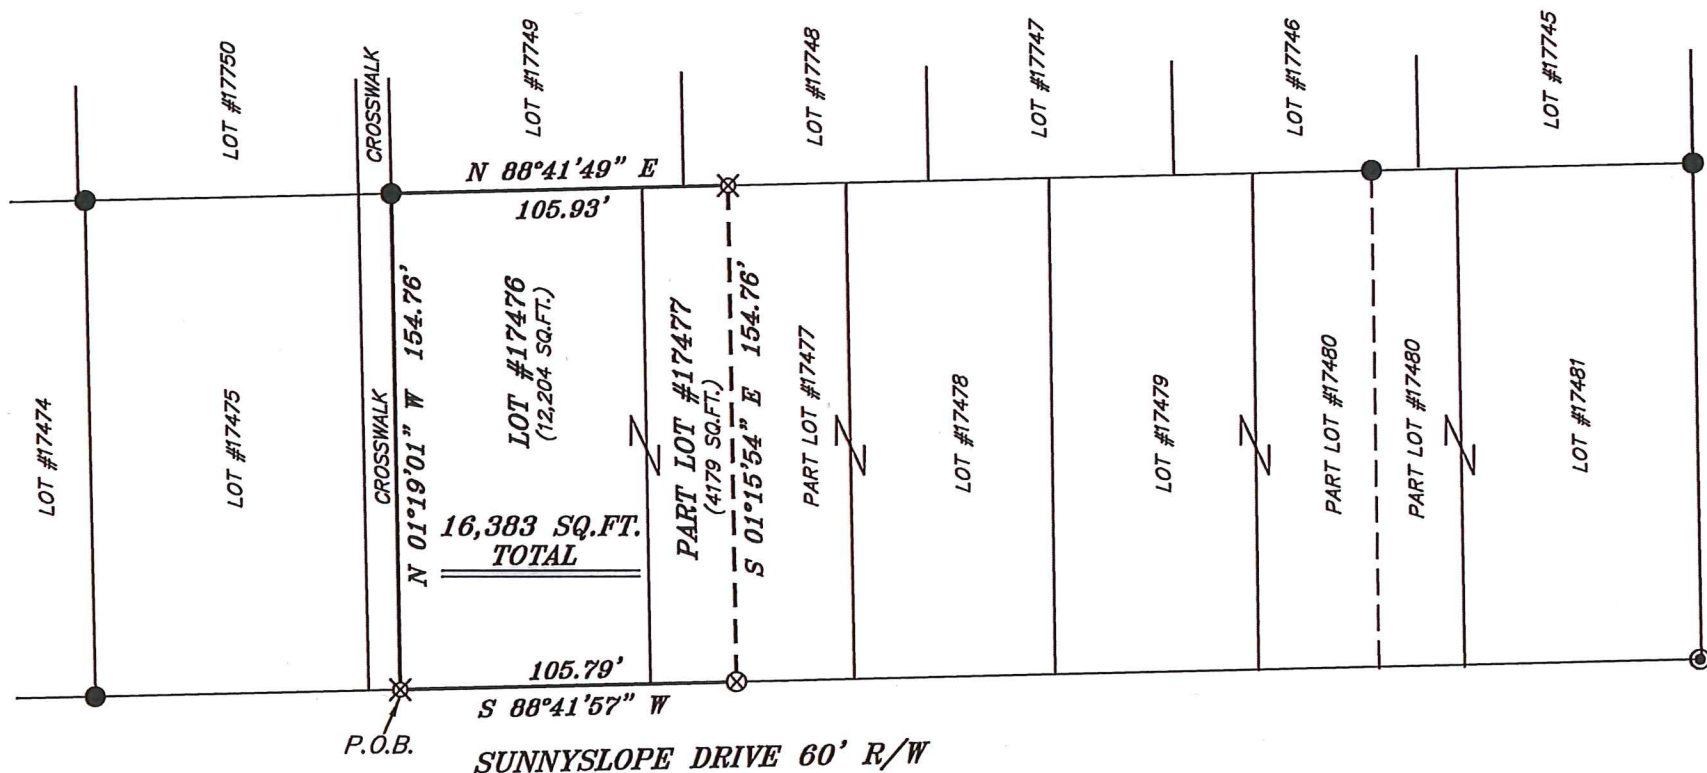 LOT #17750
CROSSWALK
LOT #17749
LOT #17748
LOT #17747
LOT #17746
LOT #17745
N 88°41'49" E
105.93'
LOT #17474
LOT #17475
CROSSWALK
N 01°19'01" W 154.76'
LOT #17476
(12,204 SQ.FT.)
16,383 SQ.FT.
TOTAL
PART LOT #17477
(4179 SQ.FT.)
S 01°15'54" E 154.76'
PART LOT #17477
LOT #17478
LOT #17479
PART LOT #17480
PART LOT #17480
LOT #17481
105.79'
S 88°41'57" W
P.O.B.
SUNNYSLOPE DRIVE 60' R/W